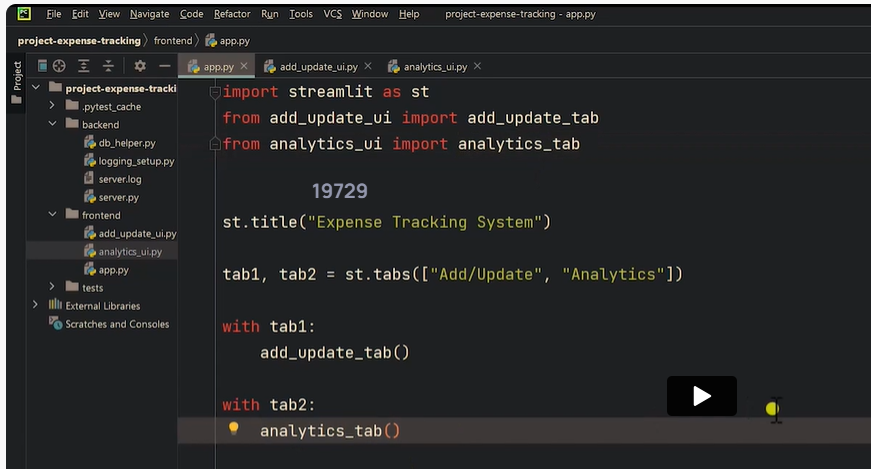 PC File Edit View Navigate Code Refactor Run Tools VCS Window Help project-expense-tracking - app.py
project-expense-tracking frontend app.py
Project
app.py add_update_ui.py analytics_ui.py
project-expense-tracki
.pytest_cache
backend
db_helper.py
logging_setup.py
server.log
server.py
frontend
add_update_ui.py
analytics_ui.py
app.py
tests
External Libraries
Scratches and Consoles
import streamlit as st
from add_update_ui import add_update_tab
from analytics_ui import analytics_tab
19729
st.title("Expense Tracking System")
tab1, tab2 = st.tabs(["Add/Update", "Analytics"])
with tab1:
add_update_tab()
with tab2:
analytics_tab()